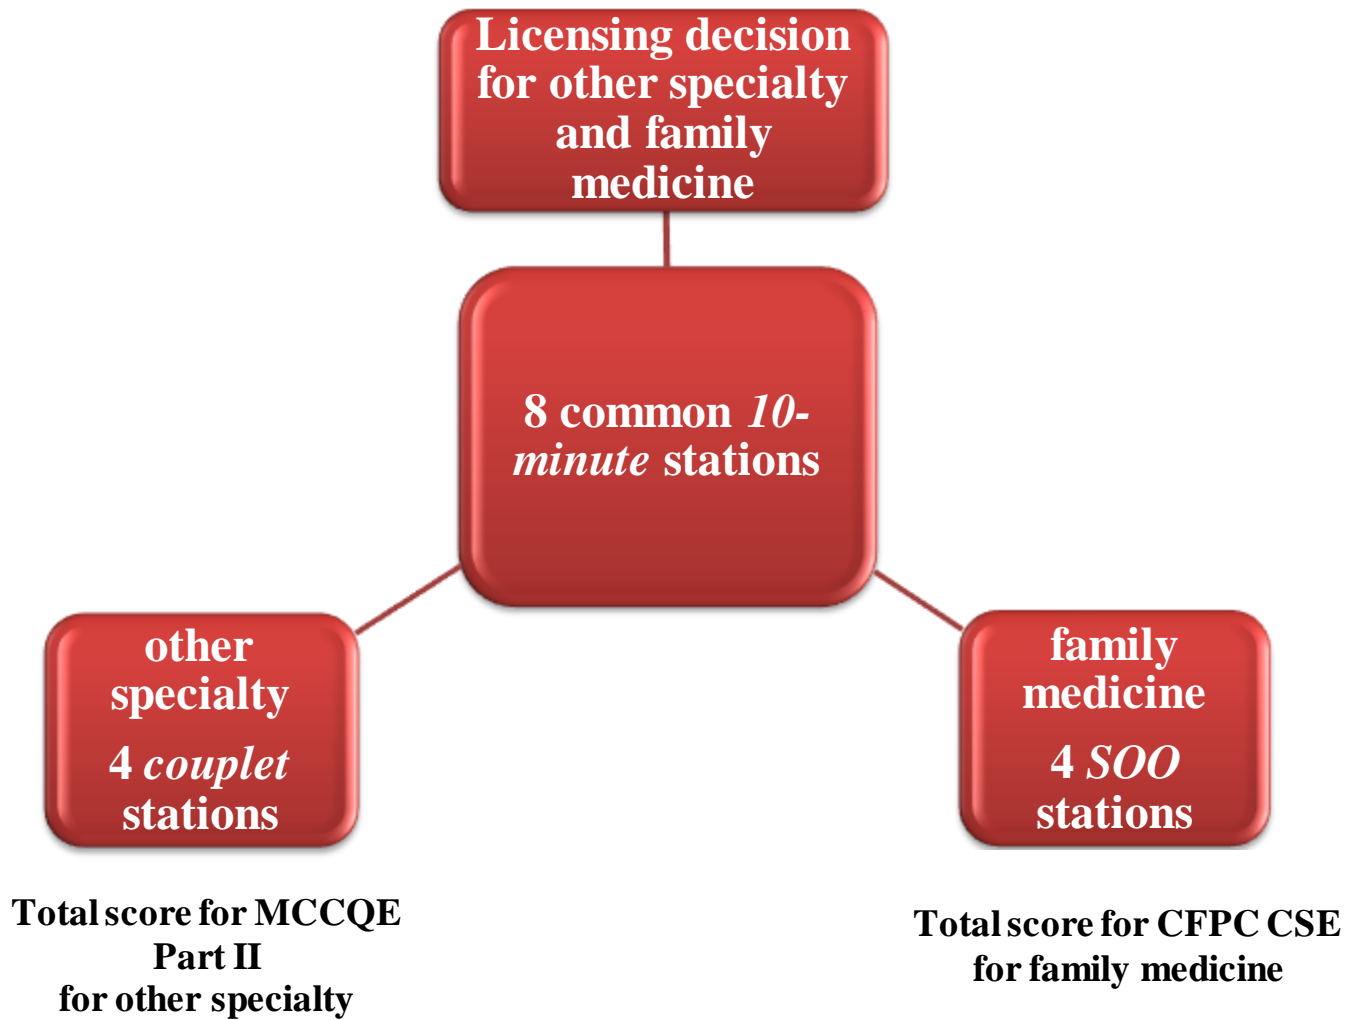 Licensing decision
for other specialty
and family
medicine
8 common 10-
minute stations
other
specialty
4 couplet
stations
family
medicine
4 SOO
stations
Total score for MCCQE
Part II
for other specialty
Total score for CFPC CSE
for family medicine